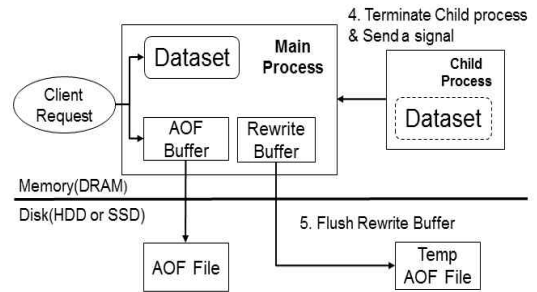 4. Terminate Child process
& Send a signal
Dataset
Main
Process
Child
Process
Dataset
Client
Request
AOF
Buffer
Rewrite
Buffer
Memory(DRAM)
Disk(HDD or SSD)
5. Flush Rewrite Buffer
AOF File
Temp
AOF File